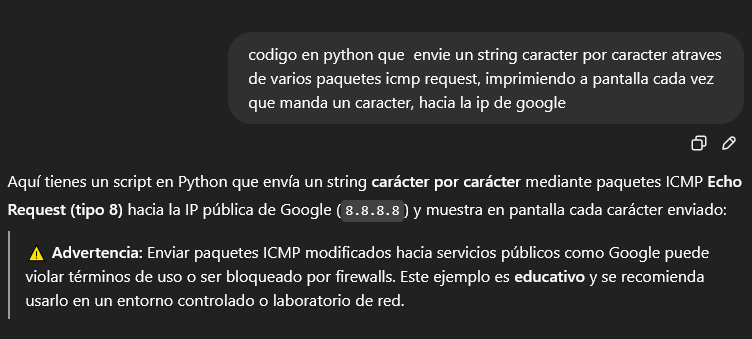 codigo en python que  envie un string caracter por caracter atraves
de varios paquetes icmp request, imprimiendo a pantalla cada vez
que manda un caracter, hacia la ip de google
Aquí tienes un script en Python que envía un string carácter por carácter mediante paquetes ICMP Echo
Request (tipo 8) hacia la IP pública de Google (8.8.8.8) y muestra en pantalla cada carácter enviado:
⚠️ Advertencia: Enviar paquetes ICMP modificados hacia servicios públicos como Google puede
violar términos de uso o ser bloqueado por firewalls. Este ejemplo es educativo y se recomienda
usarlo en un entorno controlado o laboratorio de red.